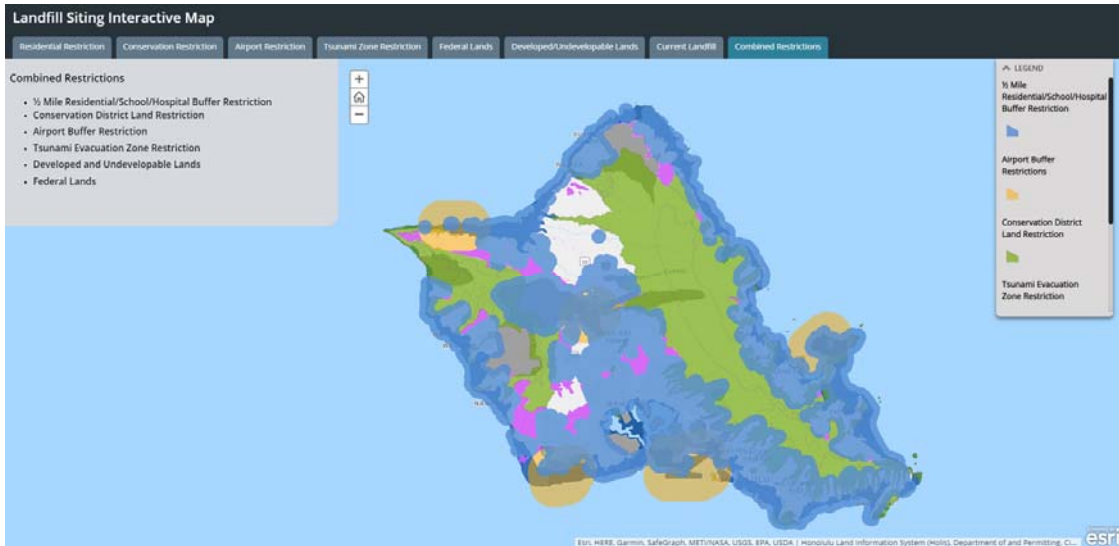 Landfill Siting Interactive Map
Residential Restriction
Conservation Restriction
Airport Restriction
Tsunami Zone Restriction
Federal Lands
Developed/Undevelopable Lands
Current Landfill
Combined Restrictions
Combined Restrictions
• ½ Mile Residential/School/Hospital Buffer Restriction
• Conservation District Land Restriction
• Airport Buffer Restriction
• Tsunami Evacuation Zone Restriction
• Developed and Undevelopable Lands
• Federal Lands
LEGEND
½ Mile
Residential/School/Hospital
Buffer Restriction
Airport Buffer
Restrictions
Conservation District
Land Restriction
Tsunami Evacuation
Zone Restriction
Esri, HERE, Garmin, SafeGraph, METI/NASA, USGS, EPA, USDA | Honolulu Land Information System (HoLIS), Department of and Permitting, Ci...
esri